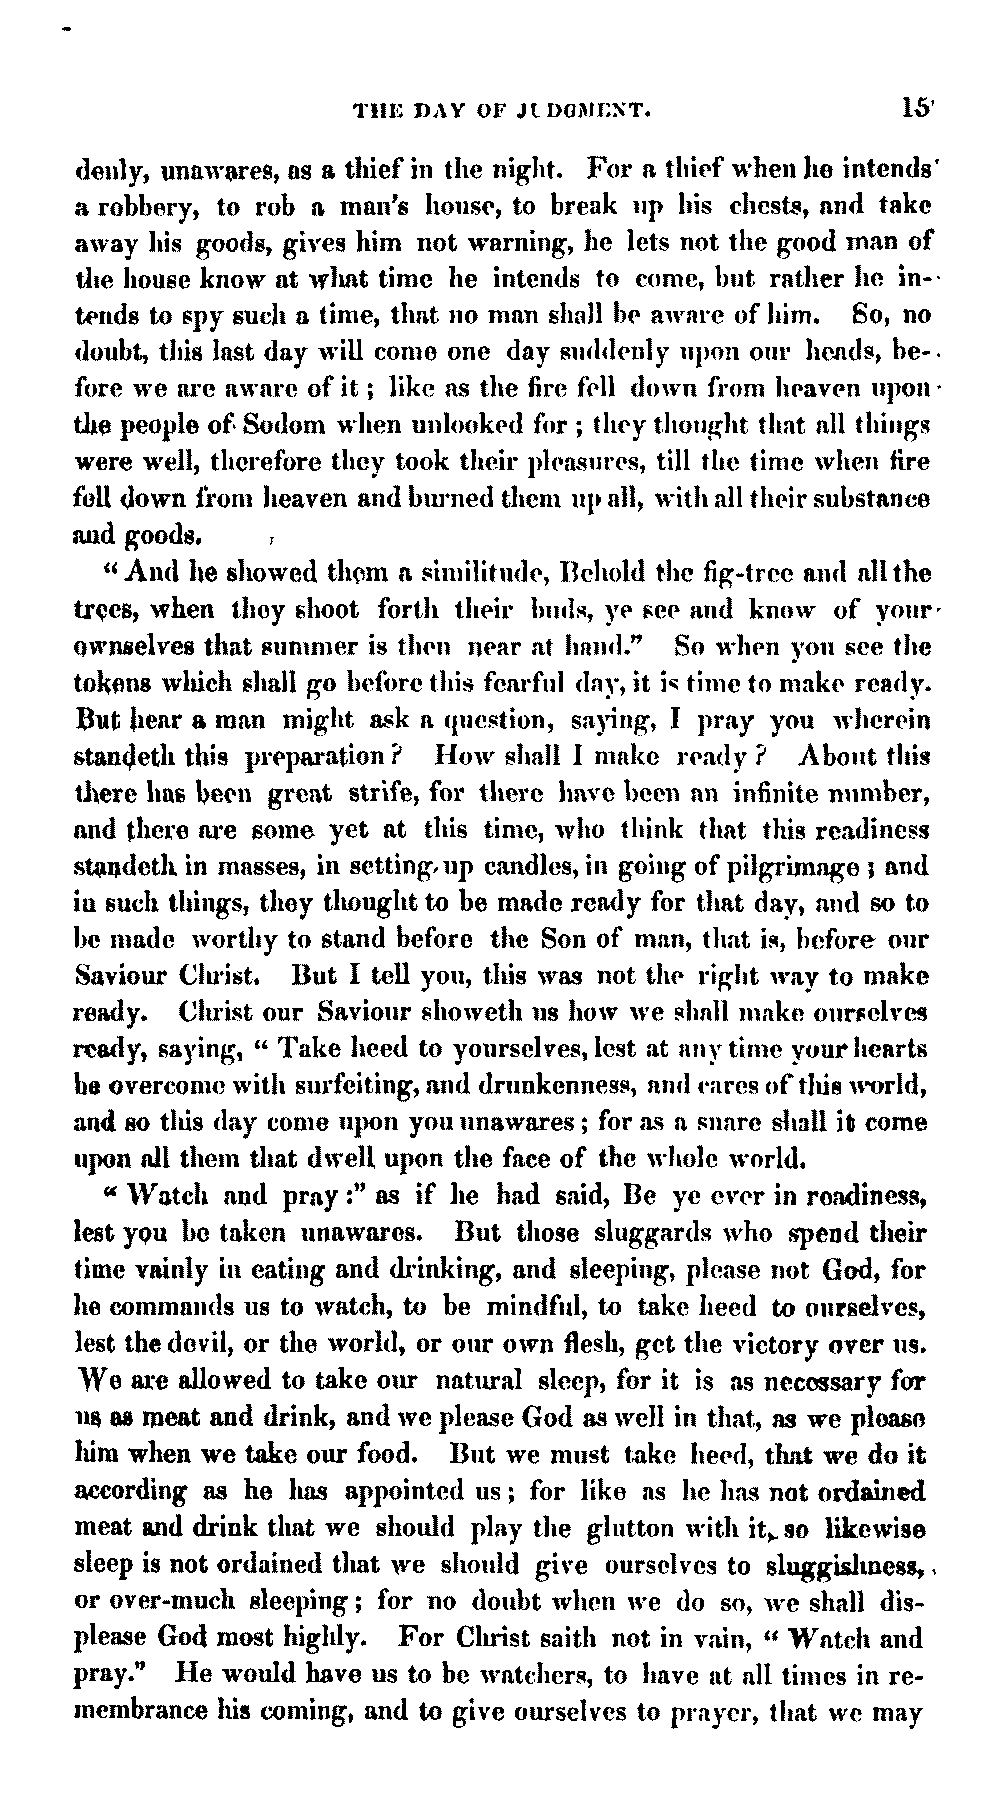 THE DAY OF JUDGMENT. 15
denly, unawares, as a thief in the night. For a thief when he intends
a robbery, to rob a man's house, to break up his chests, and take
away his goods, gives him not warning, he lets not the good man of
the house know at what time he intends to come, but rather he in-
tends to spy such a time, that no man shall be aware of him. So, no
doubt, this last day will come one day suddenly upon our heads, be-
fore we are aware of it; like as the fire fell down from heaven upon
the people of Sodom when unlooked for; they thought that all things
were well, therefore they took their pleasures, till the time when fire
fell down from heaven and burned them up all, with all their substance
and goods.
“And he showed them a similitude, Behold the fig-tree and all the
trees, when they shoot forth their buds, ye see and know of your
ownselves that summer is then near at hand.” So when you see the
tokens which shall go before this fearful day, it is time to make ready.
But hear a man might ask a question, saying, I pray you wherein
standeth this preparation? How shall I make ready? About this
there has been great strife, for there have been an infinite number,
and there are some yet at this time, who think that this readiness
standeth in masses, in setting up candles, in going of pilgrimage; and
in such things, they thought to be made ready for that day, and so to
be made worthy to stand before the Son of man, that is, before our
Saviour Christ. But I tell you, this was not the right way to make
ready. Christ our Saviour showeth us how we shall make ourselves
ready, saying, “Take heed to yourselves, lest at any time your hearts
be overcome with surfeiting, and drunkenness, and cares of this world,
and so this day come upon you unawares; for as a snare shall it come
upon all them that dwell upon the face of the whole world.
“Watch and pray:” as if he had said, Be ye ever in readiness,
lest you be taken unawares. But those sluggards who spend their
time vainly in eating and drinking, and sleeping, please not God, for
he commands us to watch, to be mindful, to take heed to ourselves,
lest the devil, or the world, or our own flesh, get the victory over us.
We are allowed to take our natural sleep, for it is as necessary for
us as meat and drink, and we please God as well in that, as we please
him when we take our food. But we must take heed, that we do it
according as he has appointed us; for like as he has not ordained
meat and drink that we should play the glutton with it, so likewise
sleep is not ordained that we should give ourselves to sluggishness,
or over-much sleeping; for no doubt when we do so, we shall dis-
please God most highly. For Christ saith not in vain, “Watch and
pray.” He would have us to be watchers, to have at all times in re-
membrance his coming, and to give ourselves to prayer, that we may